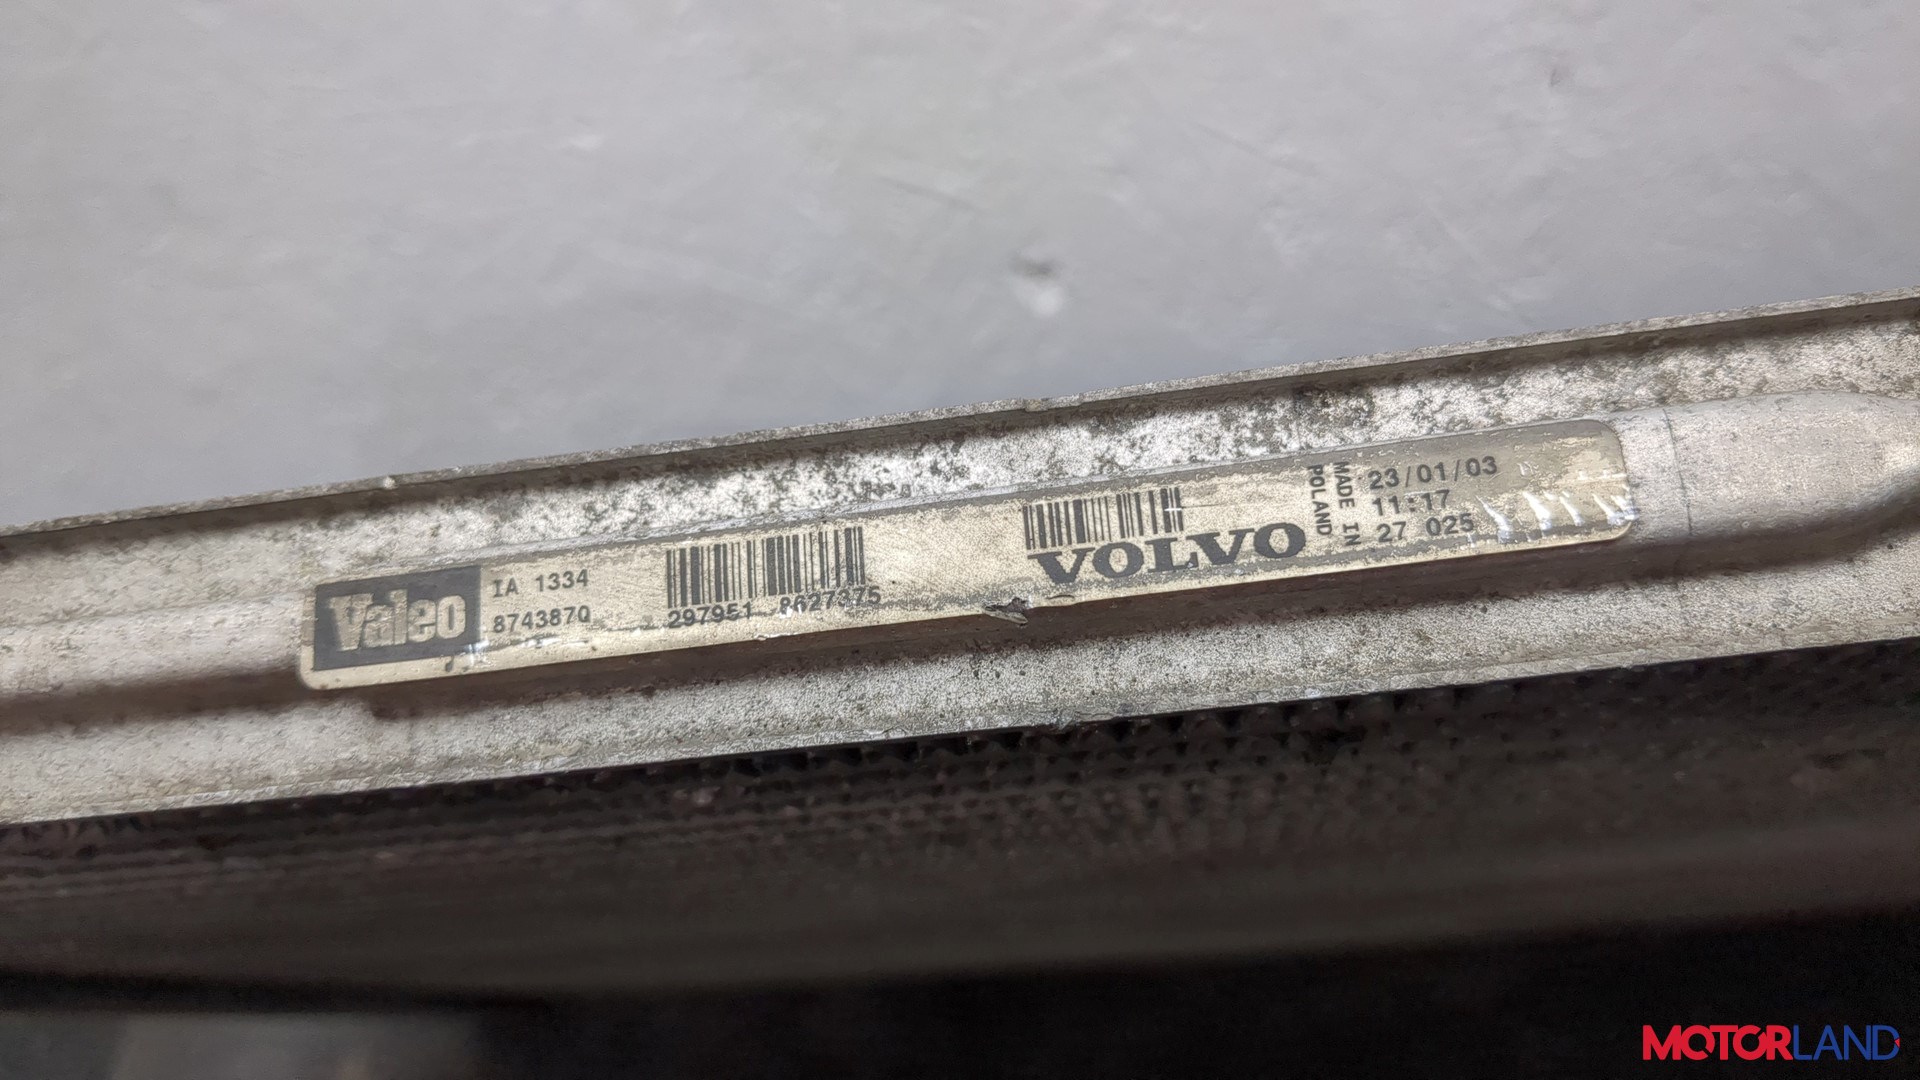 Valeo
IA 1334
8743870
297951 8627375
VOLVO
MADE IN
POLAND
23/01/03
11:17
27 025
MOTORLAND